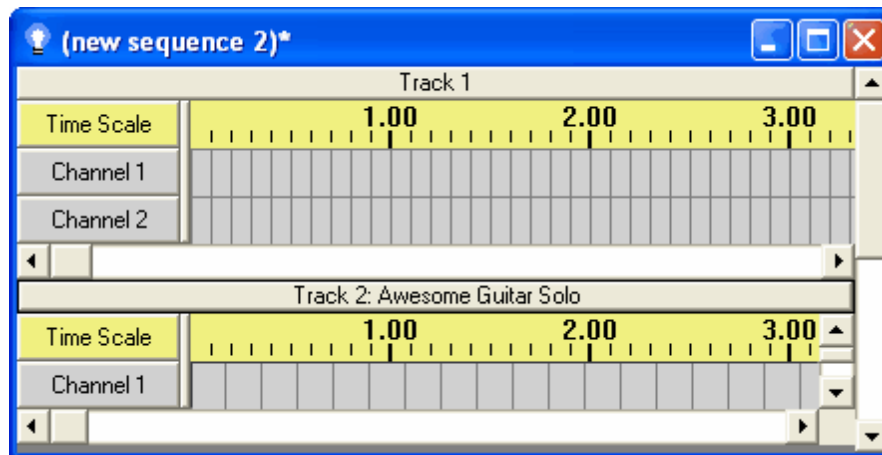 (new sequence 2)*
Track 1
Time Scale 1.00 2.00 3.00
Channel 1
Channel 2
Track 2: Awesome Guitar Solo
Time Scale 1.00 2.00 3.00
Channel 1